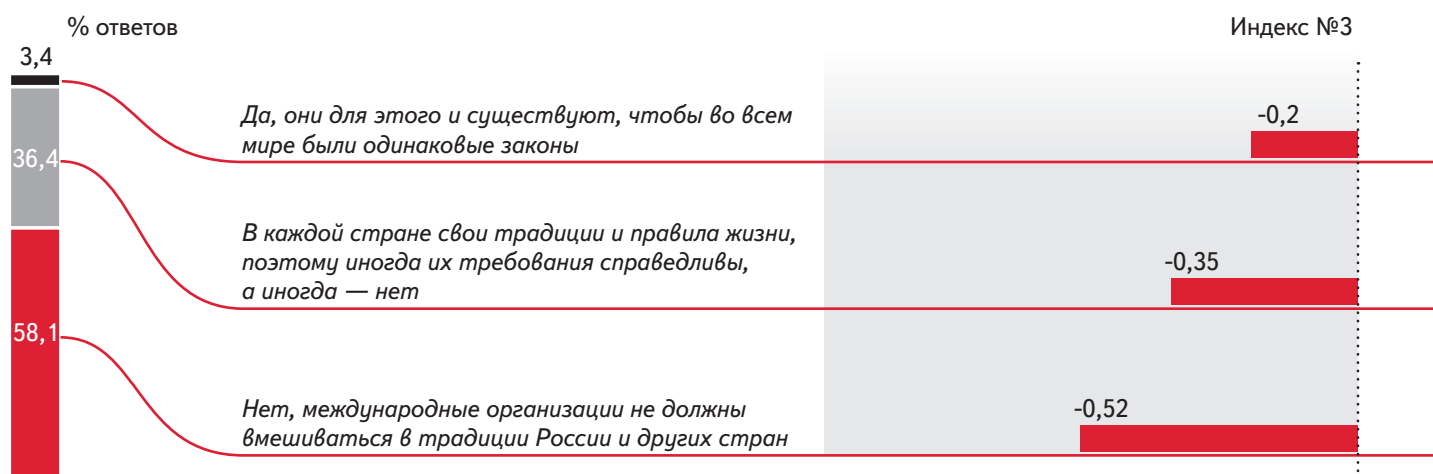 % ответов
Индекс №3
3,4
Да, они для этого и существуют, чтобы во всем
мире были одинаковые законы
-0,2
36,4
В каждой стране свои традиции и правила жизни,
поэтому иногда их требования справедливы,
а иногда — нет
-0,35
58,1
Нет, международные организации не должны
вмешиваться в традиции России и других стран
-0,52